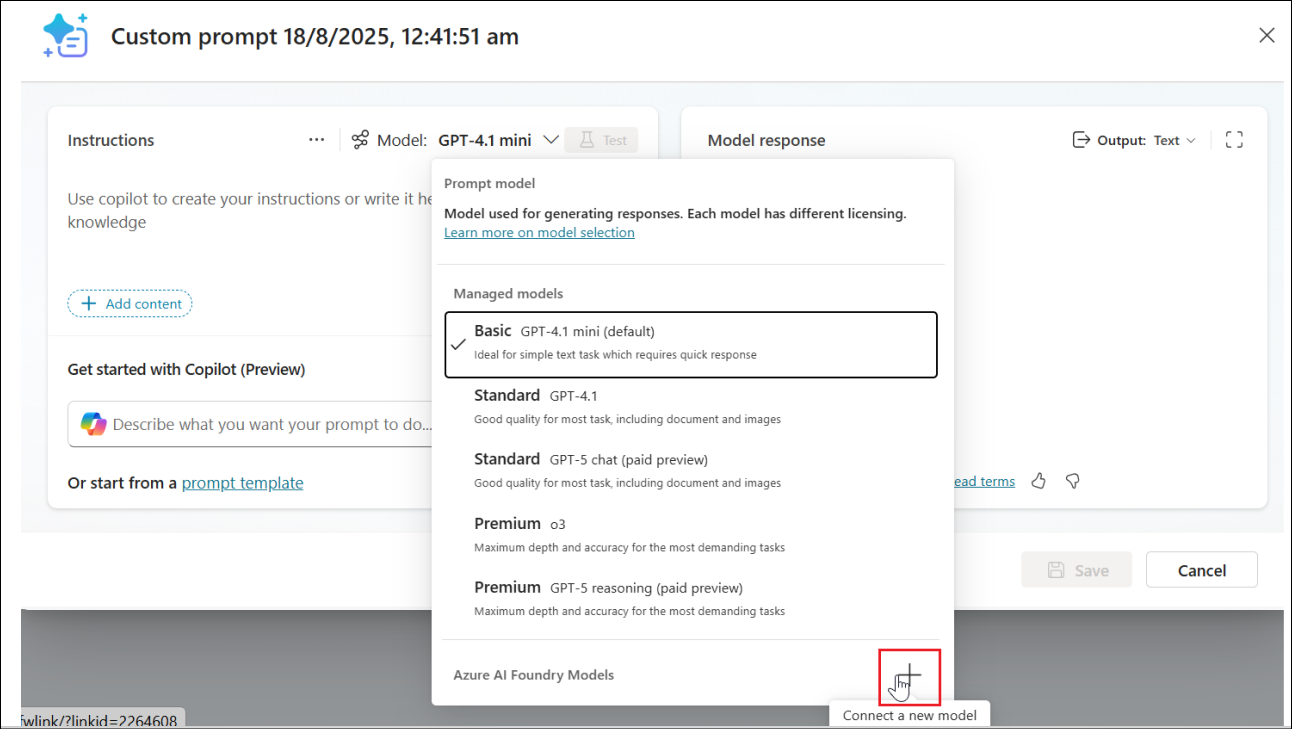 Custom prompt 18/8/2025, 12:41:51 am
Instructions
Model: GPT-4.1 mini
Test
Use copilot to create your instructions or write it he
knowledge
Add content
Get started with Copilot (Preview)
Describe what you want your prompt to do...
Or start from a prompt template
Prompt model
Model used for generating responses. Each model has different licensing.
Learn more on model selection
Managed models
Basic GPT-4.1 mini (default)
Ideal for simple text task which requires quick response
Standard GPT-4.1
Good quality for most task, including document and images
Standard GPT-5 chat (paid preview)
Good quality for most task, including document and images
Premium o3
Maximum depth and accuracy for the most demanding tasks
Premium GPT-5 reasoning (paid preview)
Maximum depth and accuracy for the most demanding tasks
Azure AI Foundry Models
Connect a new model
Model response
Output: Text
ead terms
Save
Cancel
fwlink/?linkid=2264608